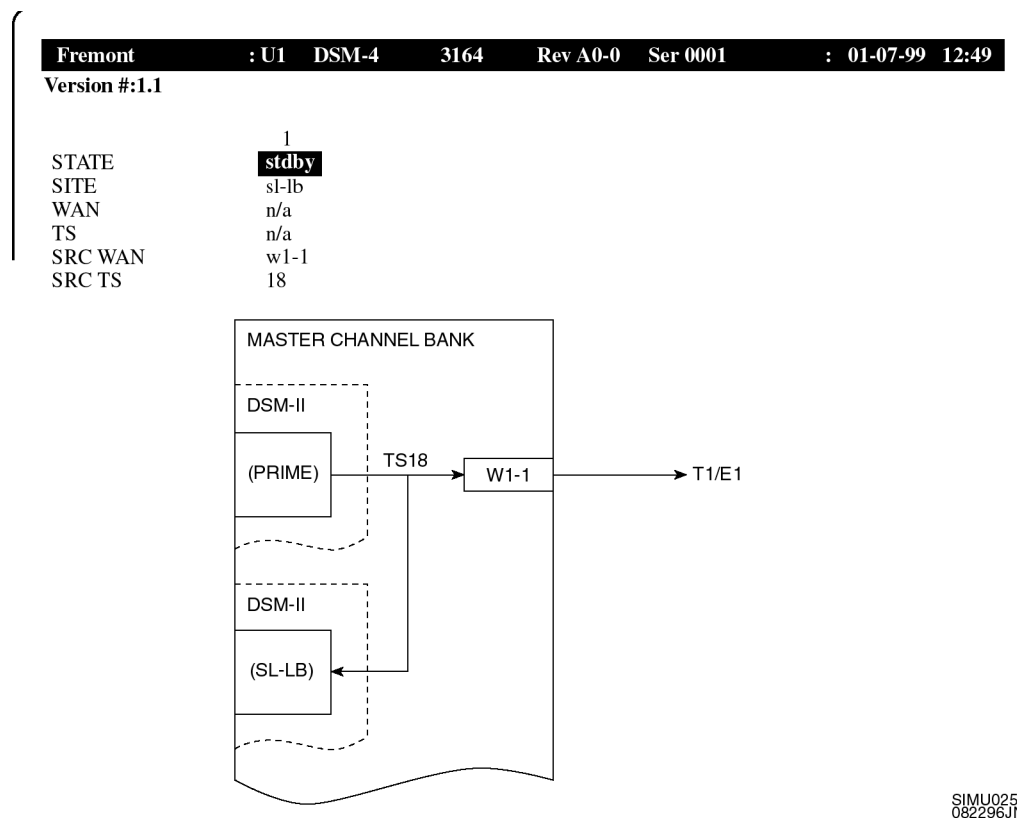 Fremont : U1 DSM-4 3164 Rev A0-0 Ser 0001 : 01-07-99 12:49
Version #:1.1
1
STATE stdby
SITE sl-lb
WAN n/a
TS n/a
SRC WAN w1-1
SRC TS 18
MASTER CHANNEL BANK
DSM-II
(PRIME) TS18 W1-1 T1/E1
DSM-II
(SL-LB)
SIMU025